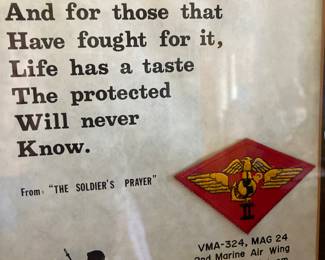 And for those that
Have fought for it,
Life has a taste
The protected
Will never
Know.
From: "THE SOLDIER'S PRAYER"
II
VMA-324, MAG 24
2nd Marine Air Wing